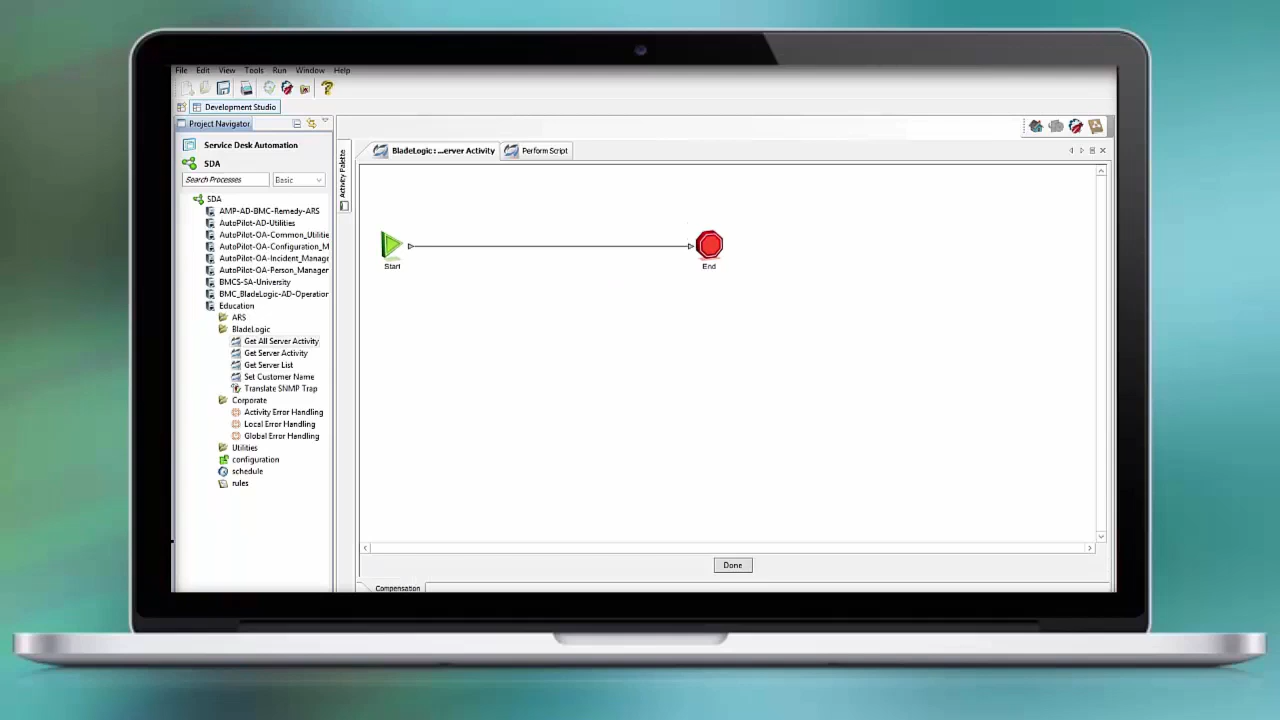 File Edit View Tools Run Window Help
Development Studio
Project Navigator
Service Desk Automation
SDA
Search Processes Basic
SDA
AMP-AD-BMC-Remedy-ARS
AutoPilot-AD-Utilities
AutoPilot-OA-Common_Utilitie
AutoPilot-OA-Configuration_M
AutoPilot-OA-Incident_Manage
AutoPilot-OA-Person_Manager
BMCS-SA-University
BMC_BladeLogic-AD-Operation
Education
ARS
BladeLogic
Get All Server Activity
Get Server Activity
Get Server List
Set Customer Name
Translate SNMP Trap
Corporate
Activity Error Handling
Local Error Handling
Global Error Handling
Utilities
configuration
schedule
rules
Activity Palette
BladeLogic : ...erver Activity Perform Script
Start End
Done
Compensation